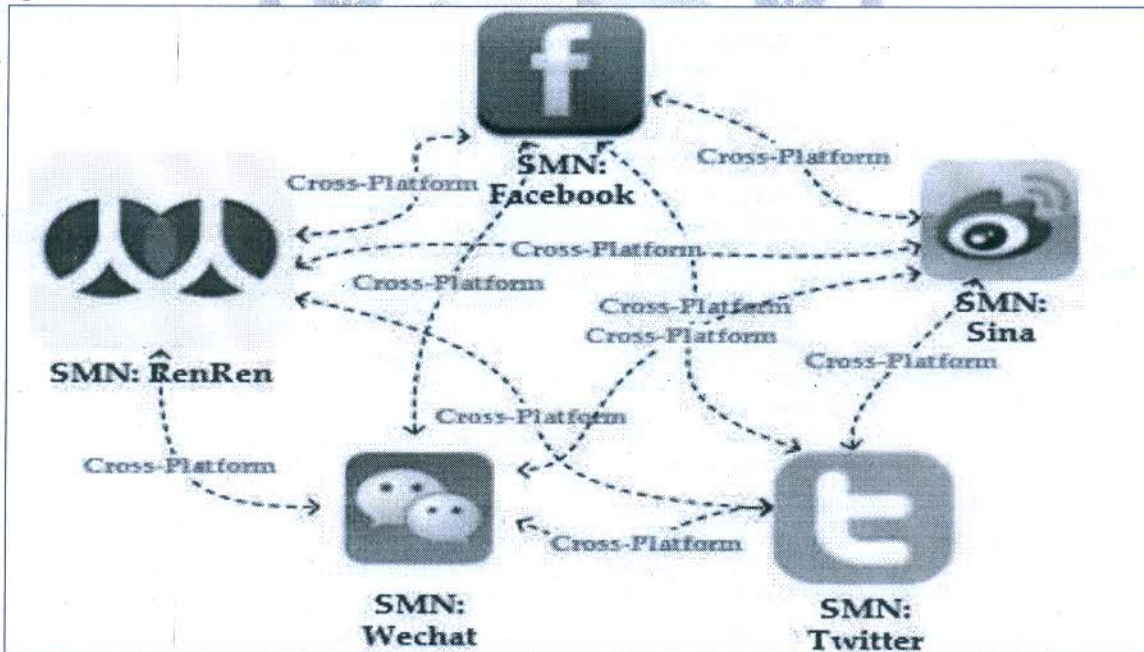 f
SMN:
Facebook
Cross-Platform
Cross-Platform
Cross-Platform
Cross-Platform
SMN: RenRen
Cross-Platform
Cross-Platform
SMN:
Sina
Cross-Platform
Cross-Platform
Cross-Platform
Cross-Platform
t
SMN:
Wechat
SMN:
Twitter